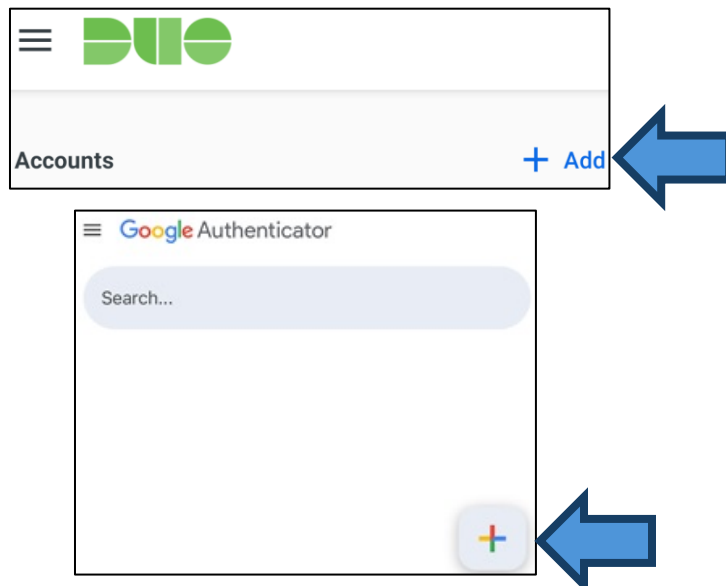 DUO
Accounts
+ Add
Google Authenticator
Search...
+